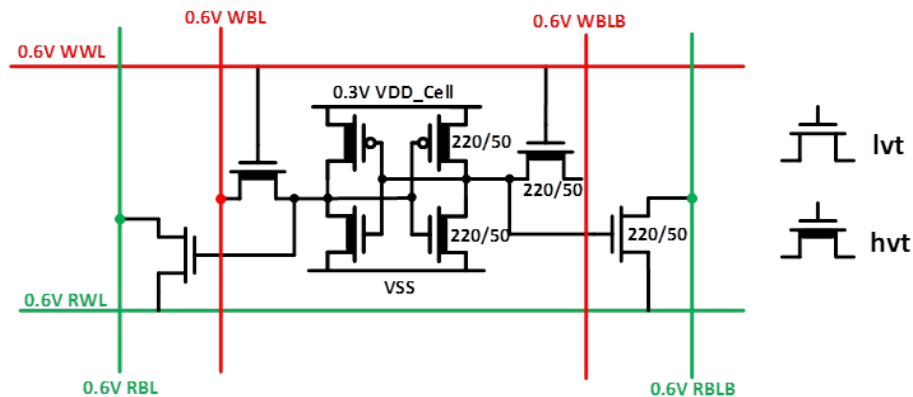 0.6V WBL
0.6V WBLB
0.6V WWL
0.3V VDD_Cell
220/50
220/50
220/50
220/50
VSS
0.6V RWL
0.6V RBL
0.6V RBLB
lvt
hvt